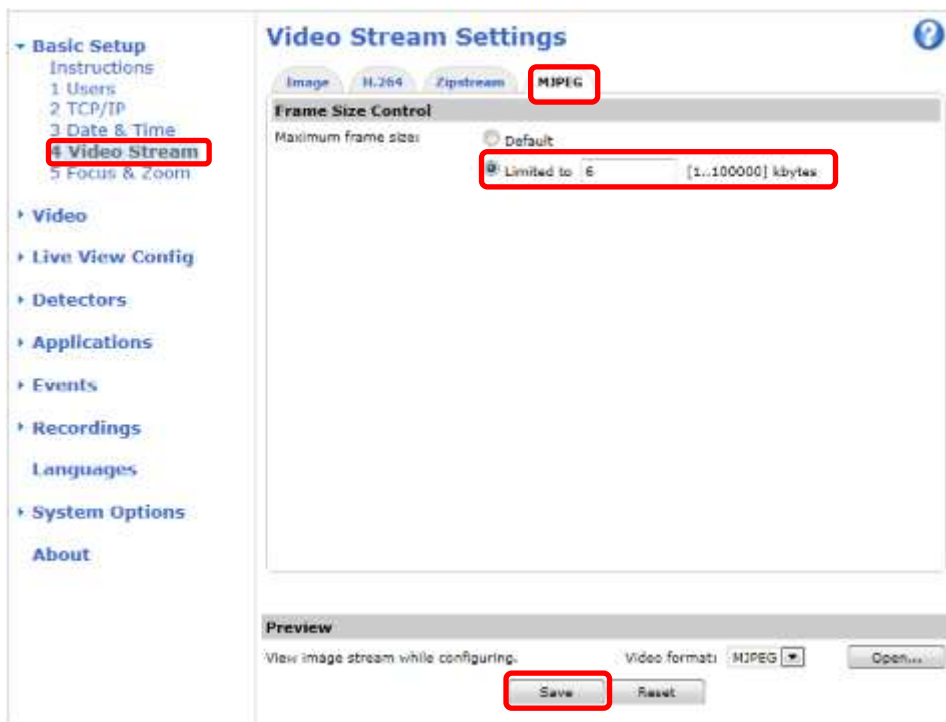 Basic Setup
Instructions
1 Users
2 TCP/IP
3 Date & Time
4 Video Stream
5 Focus & Zoom
Video
Live View Config
Detectors
Applications
Events
Recordings
Languages
System Options
About
Video Stream Settings
?
Image H.264 Zipstream MJPEG
Frame Size Control
Maximum frame size: Default
Limited to 6 [1..100000] kbytes
Preview
View image stream while configuring. Video format: MJPEG Open...
Save Reset